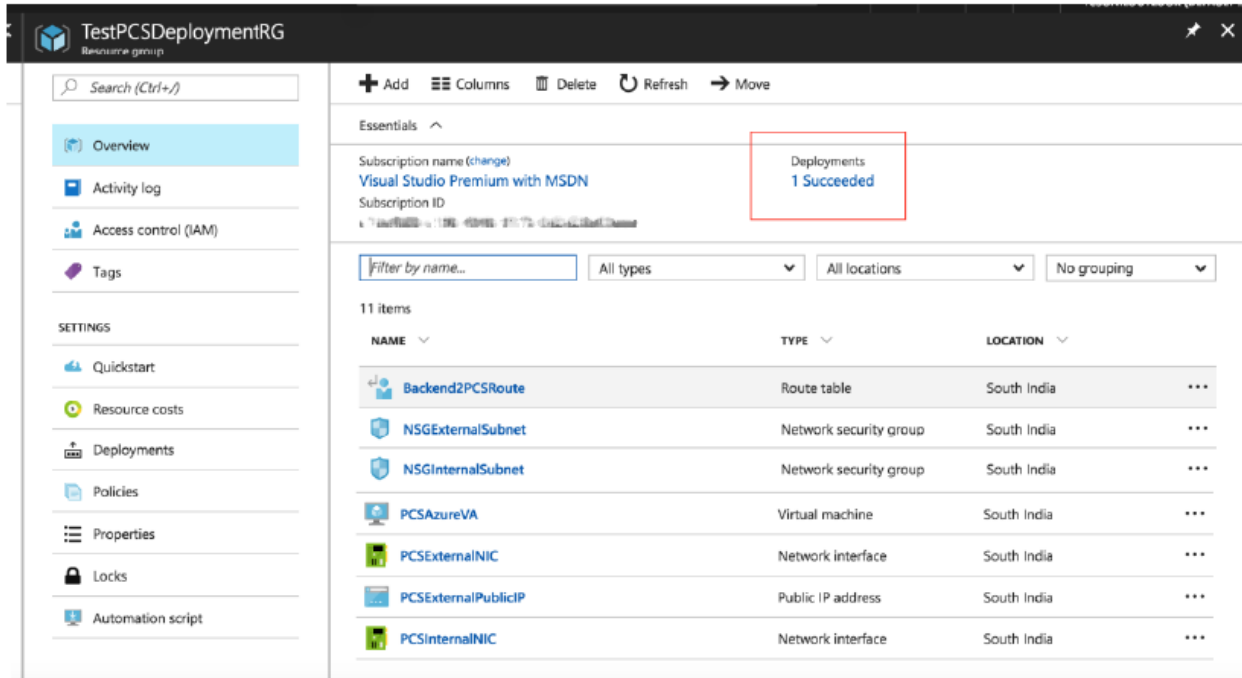 TestPCSDeploymentRG
Resource group
Search (Ctrl+/)
Overview
Activity log
Access control (IAM)
Tags
SETTINGS
Quickstart
Resource costs
Deployments
Policies
Properties
Locks
Automation script
Add Columns Delete Refresh Move
Essentials
Subscription name (change)
Visual Studio Premium with MSDN
Subscription ID
Deployments
1 Succeeded
Filter by name... All types All locations No grouping
11 items
NAME TYPE LOCATION
Backend2PCSRoute Route table South India
NSGExternalSubnet Network security group South India
NSGInternalSubnet Network security group South India
PCSAzureVA Virtual machine South India
PCSExternalNIC Network interface South India
PCSExternalPublicIP Public IP address South India
PCSInternalNIC Network interface South India